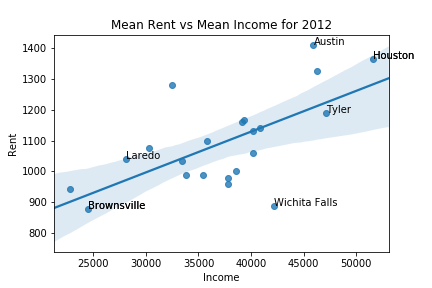 Mean Rent vs Mean Income for 2012
1400
1300
1200
1100
1000
900
800
Rent
Austin
Houston
Tyler
Laredo
Brownsville
Wichita Falls
25000 30000 35000 40000 45000 50000
Income